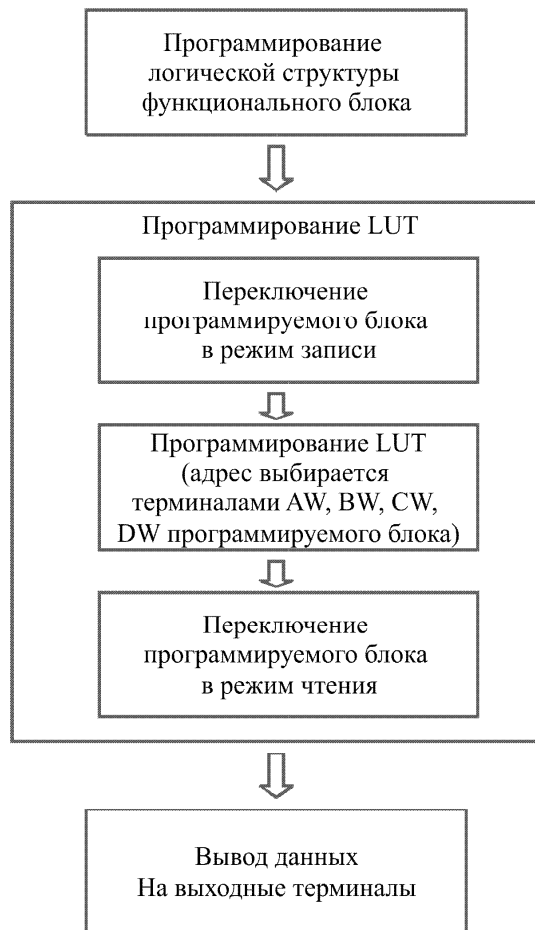 Программирование
логической структуры
функционального блока
Программирование LUT
Переключение
программируемого блока
в режим записи
Программирование LUT
(адрес выбирается
терминалами AW, BW, CW,
DW программируемого блока)
Переключение
программируемого блока
в режим чтения
Вывод данных
На выходные терминалы